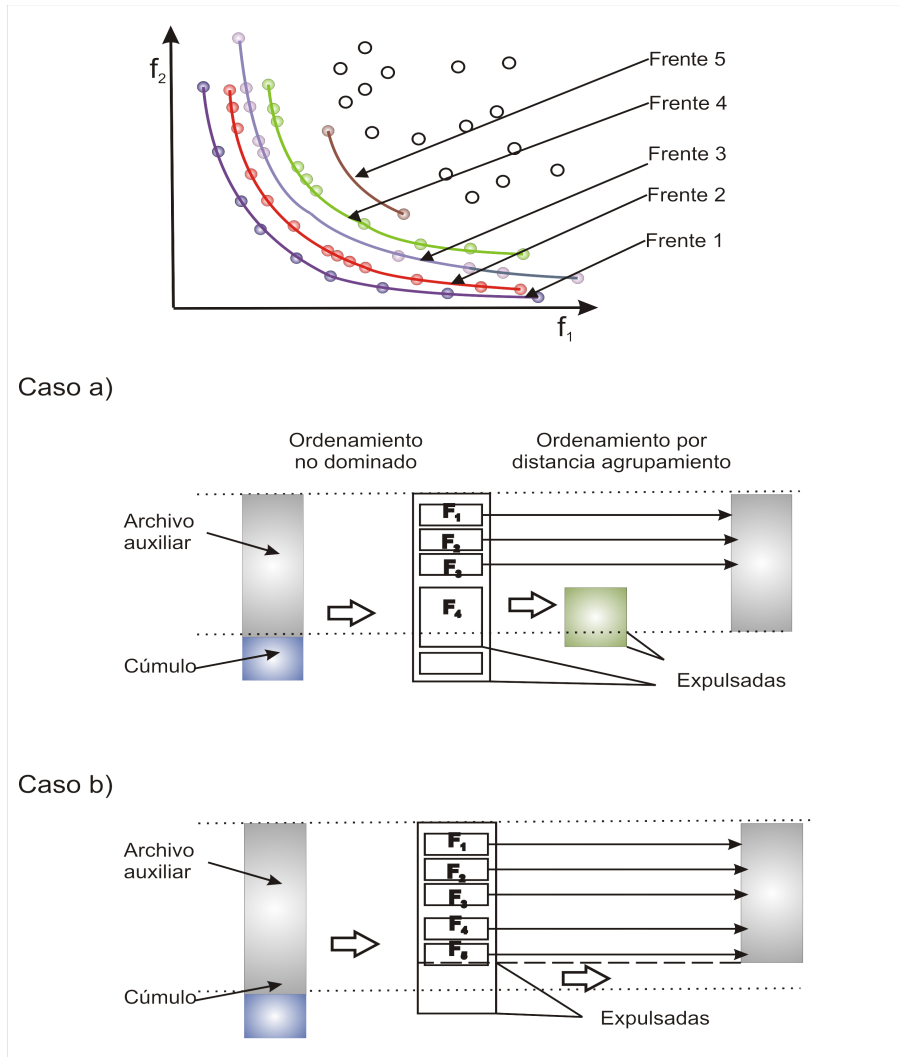 f2
Frente 5
Frente 4
Frente 3
Frente 2
Frente 1
f1
Caso a)
Ordenamiento
no dominado
Ordenamiento por
distancia agrupamiento
Archivo
auxiliar
F1
F2
F3
F4
Cúmulo
Expulsadas
Caso b)
Archivo
auxiliar
F1
F2
F3
F4
F5
Cúmulo
Expulsadas